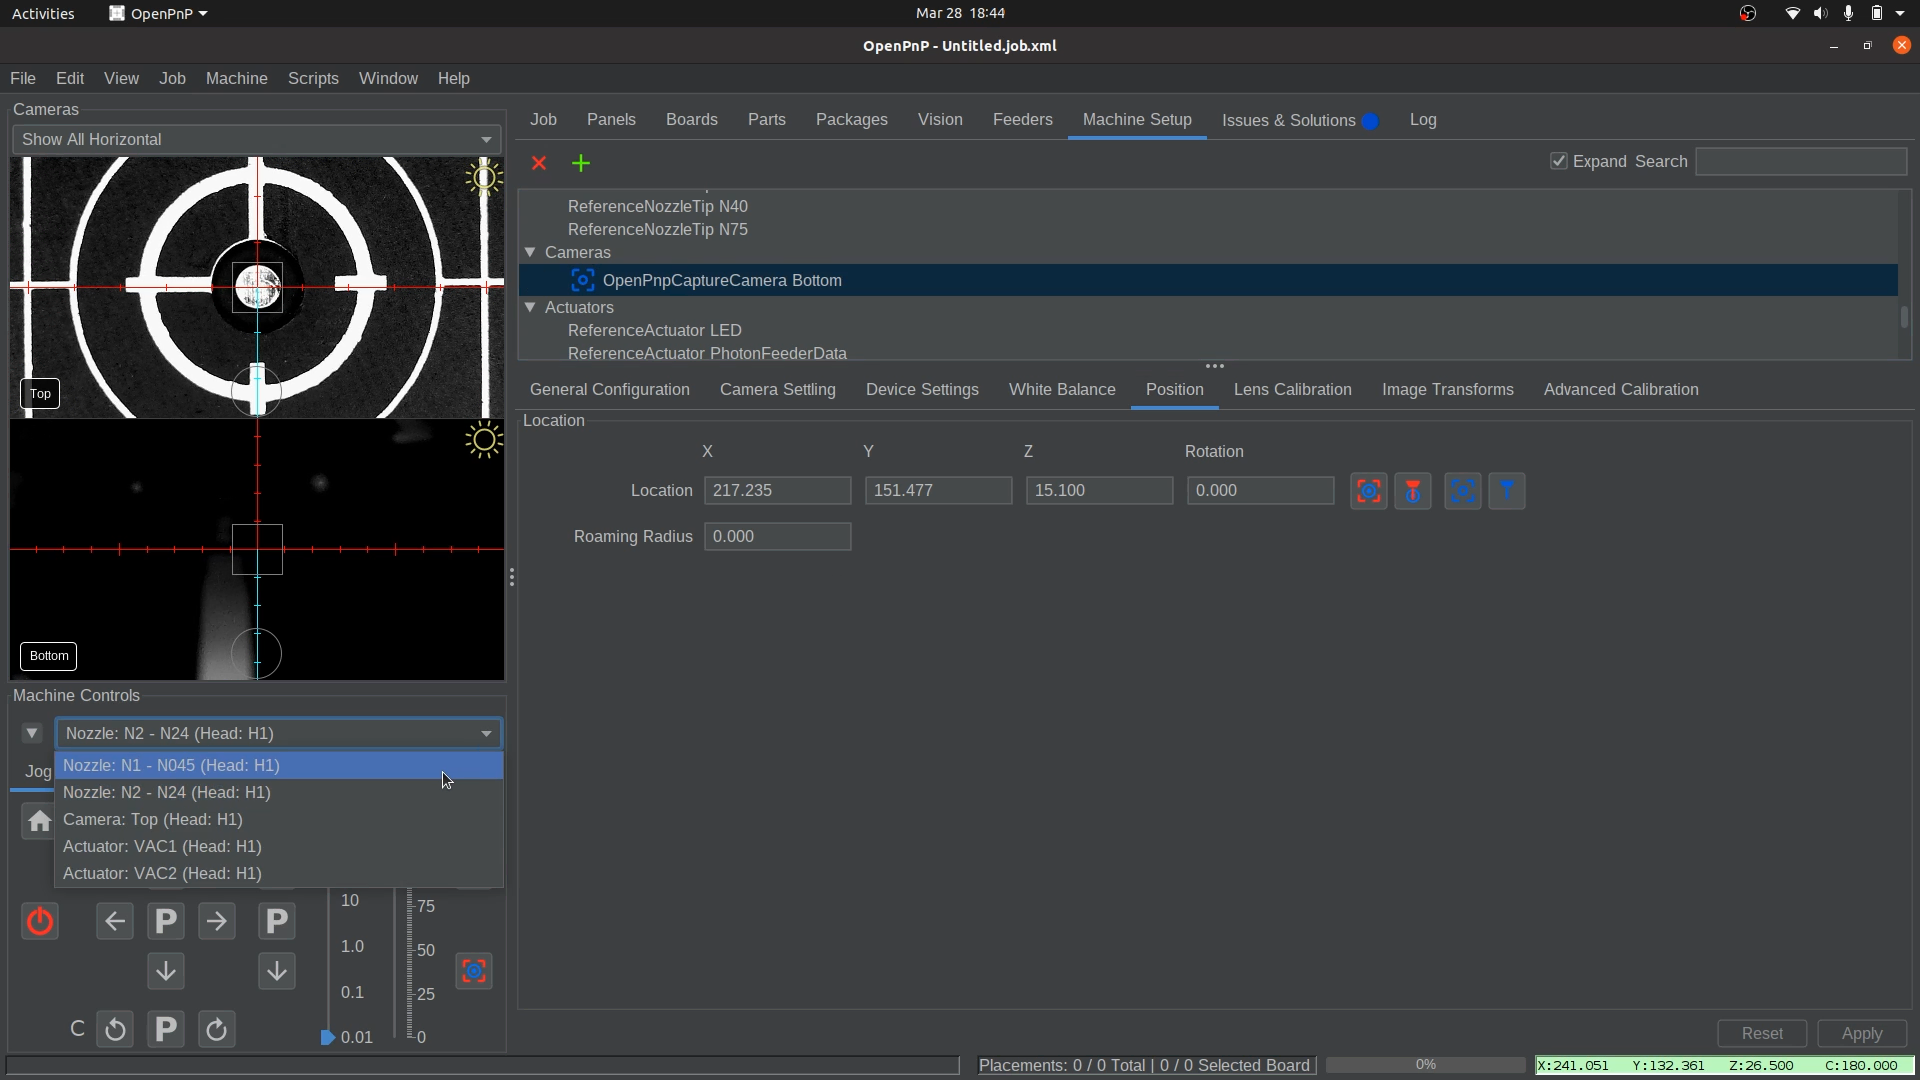 Activities OpenPnP Mar 28 18:44
OpenPnP - Untitled.job.xml
File Edit View Job Machine Scripts Window Help
Cameras
Show All Horizontal
Top
Bottom
Machine Controls
Nozzle: N2 - N24 (Head: H1)
Jog
Nozzle: N1 - N045 (Head: H1)
Nozzle: N2 - N24 (Head: H1)
Camera: Top (Head: H1)
Actuator: VAC1 (Head: H1)
Actuator: VAC2 (Head: H1)
10
75
P
P
1.0
50
0.1
25
C
P
0.01
0
Job Panels Boards Parts Packages Vision Feeders Machine Setup Issues & Solutions Log
Expand Search
ReferenceNozzleTip N40
ReferenceNozzleTip N75
Cameras
OpenPnpCaptureCamera Bottom
Actuators
ReferenceActuator LED
ReferenceActuator PhotonFeederData
General Configuration Camera Settling Device Settings White Balance Position Lens Calibration Image Transforms Advanced Calibration
Location
X Y Z Rotation
Location 217.235 151.477 15.100 0.000
Roaming Radius 0.000
Reset Apply
Placements: 0 / 0 Total | 0 / 0 Selected Board 0% X:241.051 Y:132.361 Z:26.500 C:180.000